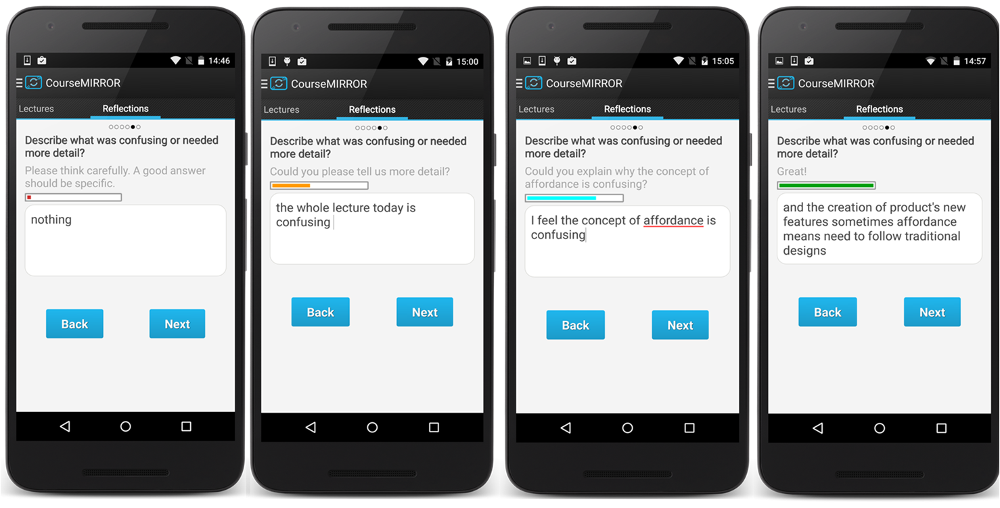 14:46
CourseMIRROR
Lectures Reflections
Describe what was confusing or needed
more detail?
Please think carefully. A good answer
should be specific.
nothing
Back Next
15:00
CourseMIRROR
Lectures Reflections
Describe what was confusing or needed
more detail?
Could you please tell us more detail?
the whole lecture today is
confusing
Back Next
15:05
CourseMIRROR
Lectures Reflections
Describe what was confusing or needed
more detail?
Could you explain why the concept of
affordance is confusing?
I feel the concept of affordance is
confusing
Back Next
14:57
CourseMIRROR
Lectures Reflections
Describe what was confusing or needed
more detail?
Great!
and the creation of product's new
features sometimes affordance
means need to follow traditional
designs
Back Next